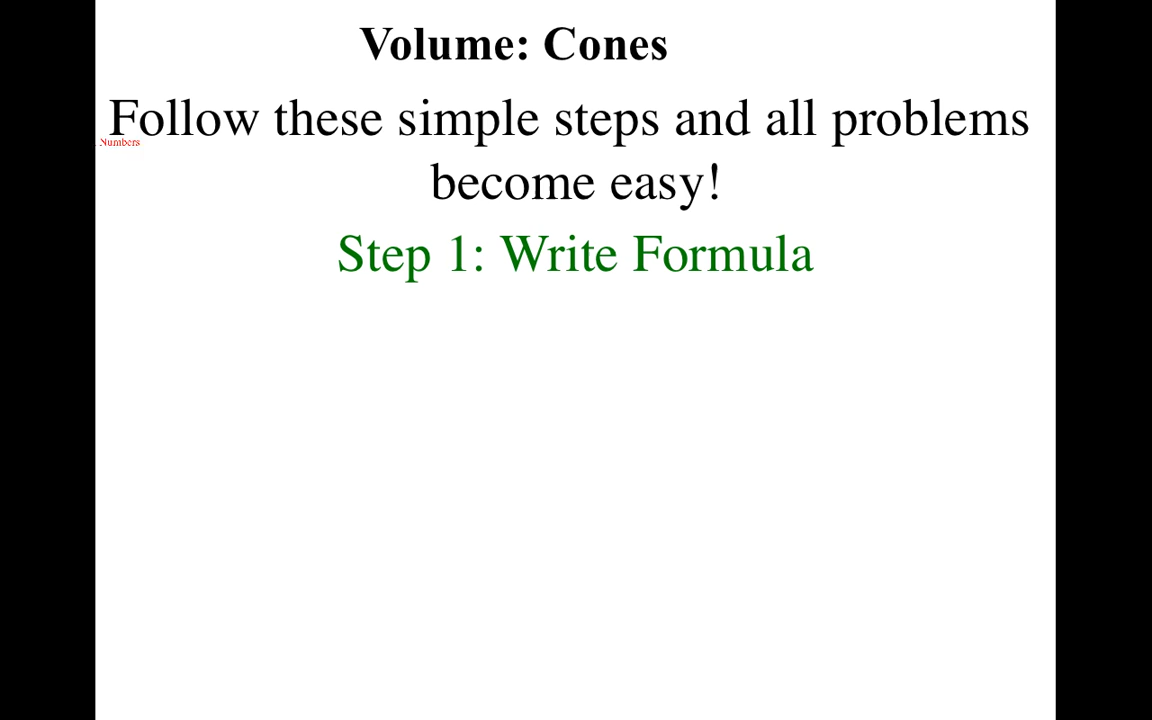 Volume: Cones
Follow these simple steps and all problems
Numbers
become easy!
Step 1: Write Formula